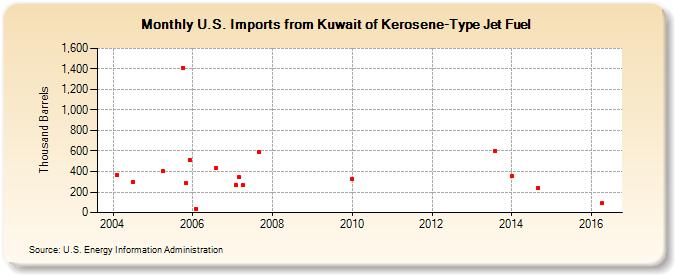 Monthly U.S. Imports from Kuwait of Kerosene-Type Jet Fuel
Thousand Barrels
1,600
1,400
1,200
1,000
800
600
400
200
0
2004 2006 2008 2010 2012 2014 2016
Source: U.S. Energy Information Administration